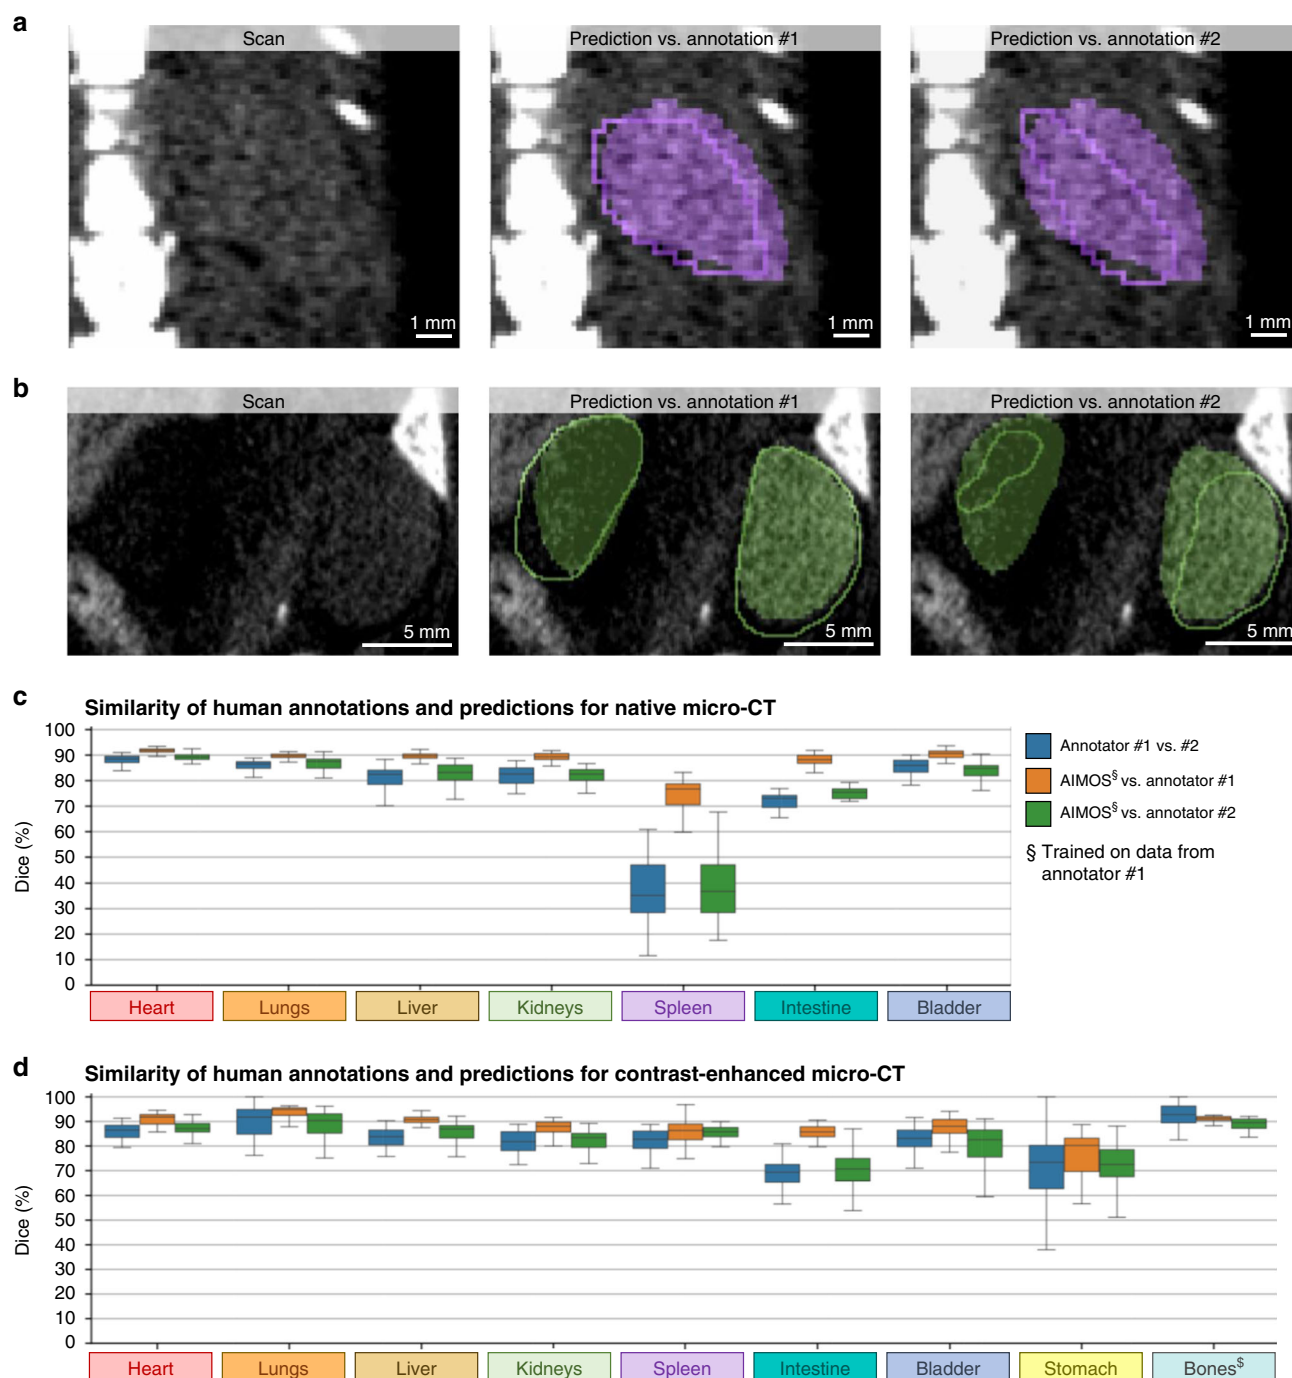 a
Scan
Prediction vs. annotation #1
Prediction vs. annotation #2
1 mm
1 mm
1 mm
b
Scan
Prediction vs. annotation #1
Prediction vs. annotation #2
5 mm
5 mm
5 mm
c
Similarity of human annotations and predictions for native micro-CT
Dice (%)
100
90
80
70
60
50
40
30
20
10
0
Heart
Lungs
Liver
Kidneys
Spleen
Intestine
Bladder
Annotator #1 vs. #2
AIMOS§ vs. annotator #1
AIMOS§ vs. annotator #2
§ Trained on data from
annotator #1
d
Similarity of human annotations and predictions for contrast-enhanced micro-CT
Dice (%)
100
90
80
70
60
50
40
30
20
10
0
Heart
Lungs
Liver
Kidneys
Spleen
Intestine
Bladder
Stomach
Bones$